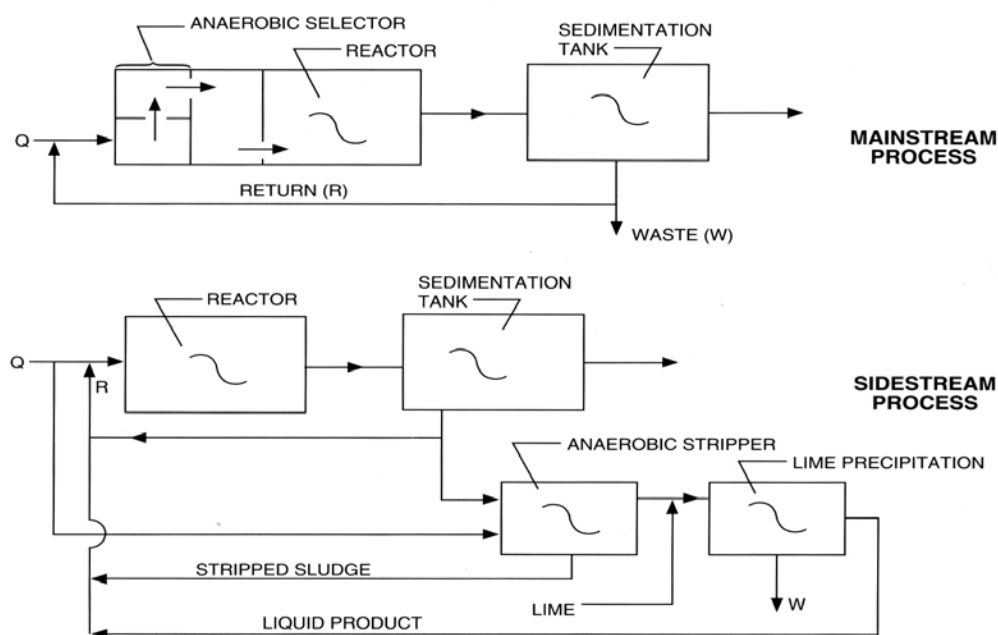 ANAEROBIC SELECTOR
REACTOR
SEDIMENTATION
TANK
Q
MAINSTREAM
PROCESS
RETURN (R)
WASTE (W)
REACTOR
SEDIMENTATION
TANK
Q
R
SIDESTREAM
PROCESS
ANAEROBIC STRIPPER
LIME PRECIPITATION
STRIPPED SLUDGE
LIME
W
LIQUID PRODUCT